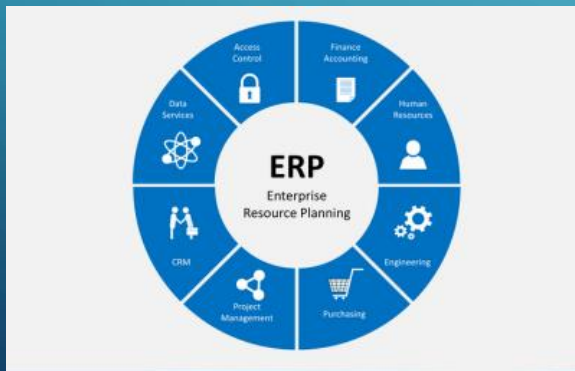 ERP
Enterprise
Resource Planning
Access
Control
Finance
Accounting
Human
Resources
Engineering
Purchasing
Project
Management
CRM
Data
Services